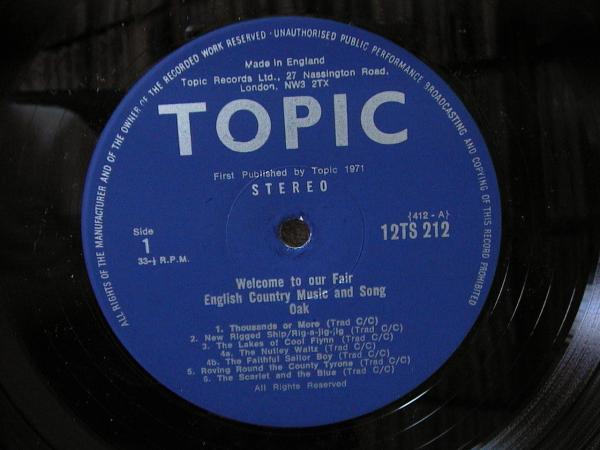 ALL RIGHTS OF THE MANUFACTURER AND OF THE OWNER OF THE RECORDED WORK RESERVED · UNAUTHORISED PUBLIC PERFORMANCE BROADCASTING AND COPYING OF THIS RECORD PROHIBITED
Made in England
Topic Records Ltd., 27 Nassington Road,
London, NW3 2TX
TOPIC
First Published by Topic 1971
STEREO
Side
1
33-⅓ R.P.M.
(412 - A)
12TS 212
Welcome to our Fair
English Country Music and Song
Oak
1. Thousands or More (Trad C/C)
2. New Rigged Ship/Rig-a-jig-jig (Trad C/C)
3. The Lakes of Cool Flynn (Trad C/C)
4a. The Nutley Waltz (Trad C/C)
4b. The Faithful Sailor Boy (Trad C/C)
5. Roving Round the County Tyrone (Trad C/C)
6. The Scarlet and the Blue (Trad C/C)
All Rights Reserved